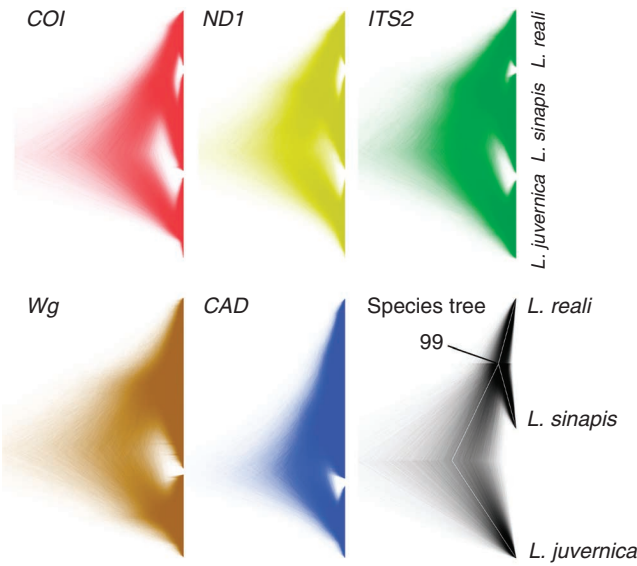 COI
ND1
ITS2
L. reali
L. sinapis
L. juvernica
Wg
CAD
Species tree
L. reali
99
L. sinapis
L. juvernica